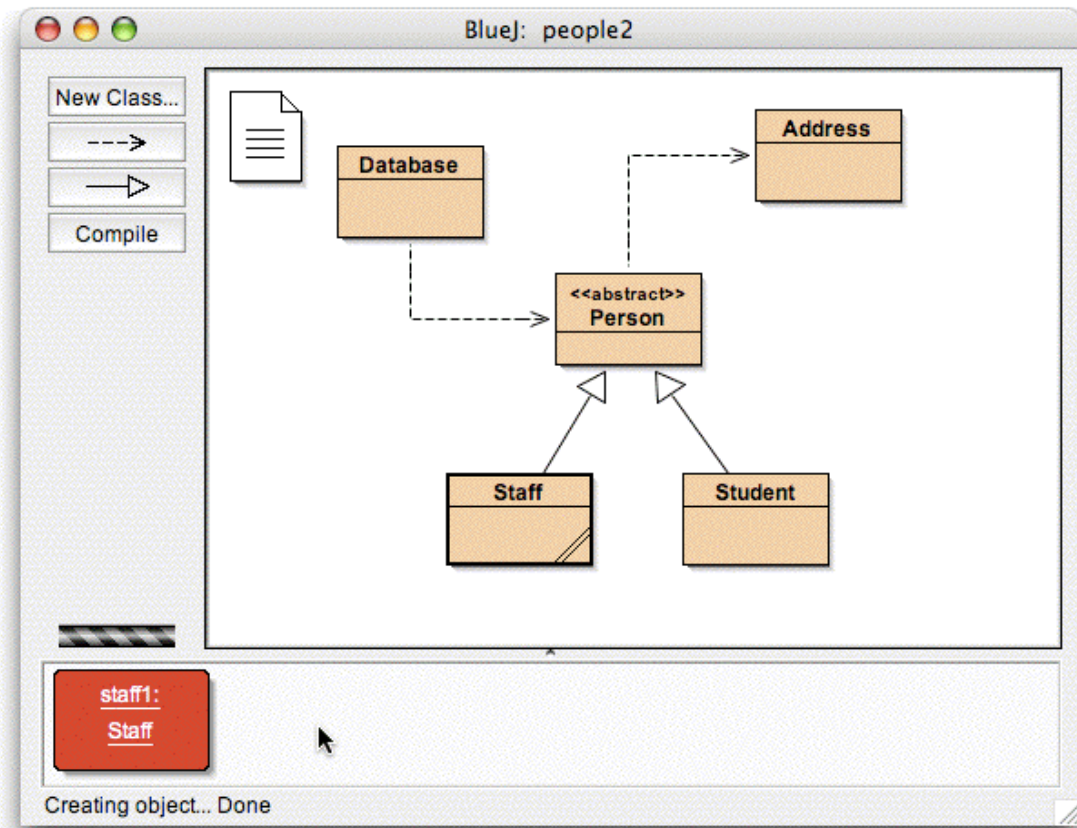 BlueJ: people2
New Class...
Compile
Database
Address
<<abstract>>
Person
Staff
Student
staff1:
Staff
Creating object... Done